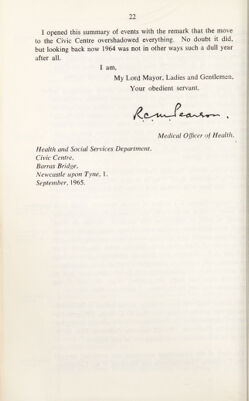 22
I opened this summary of events with the remark that the move
to the Civic Centre overshadowed everything. No doubt it did,
but looking back now 1964 was not in other ways such a dull year
after all.
I am,
My Lord Mayor, Ladies and Gentlemen,
Your obedient servant,
R.C.M. Pearson.
Medical Officer of Health.
Health and Social Services Department,
Civic Centre,
Barras Bridge,
Newcastle upon Tyne, 1.
September, 1965.